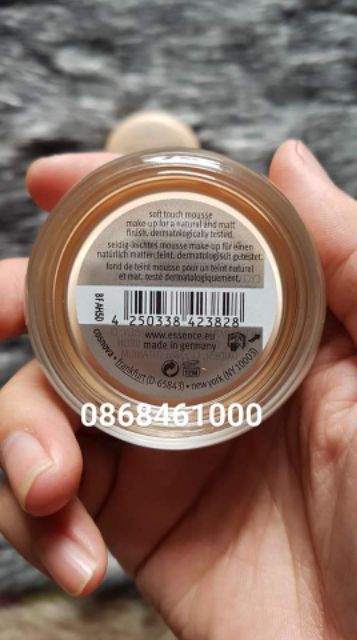 soft touch mousse
make-up for a natural and matt
finish. dermatologically tested.
seidig-leichtes mousse make-up für einen
natürlich matten teint. dermatologisch getestet.
fond de teint mousse pour un teint naturel
et mat. testé dermatologiquement.
4 250338 423828
www.essence.eu
made in germany
cosnova • frankfurt (D-65843) • new york (NY 10003)
0868461000